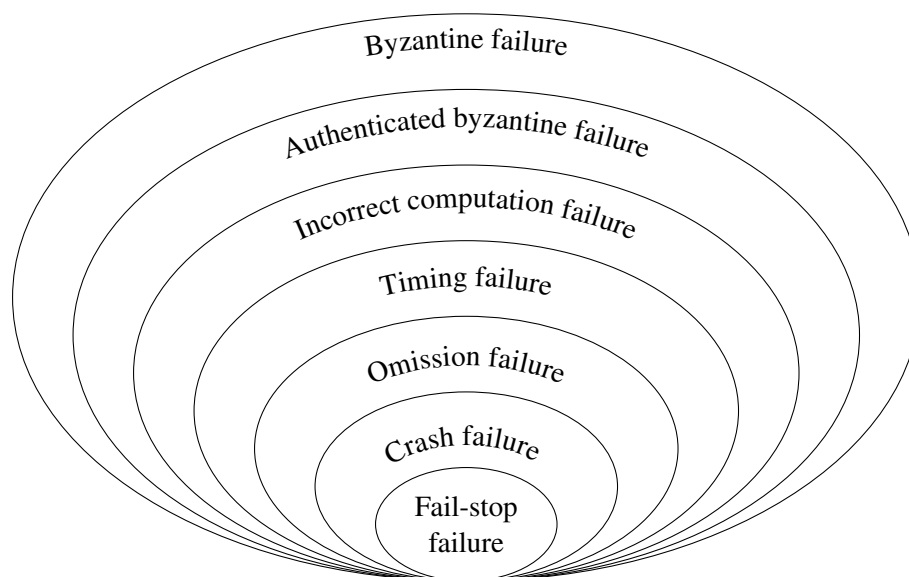 Byzantine failure
Authenticated byzantine failure
Incorrect computation failure
Timing failure
Omission failure
Crash failure
Fail-stop
failure